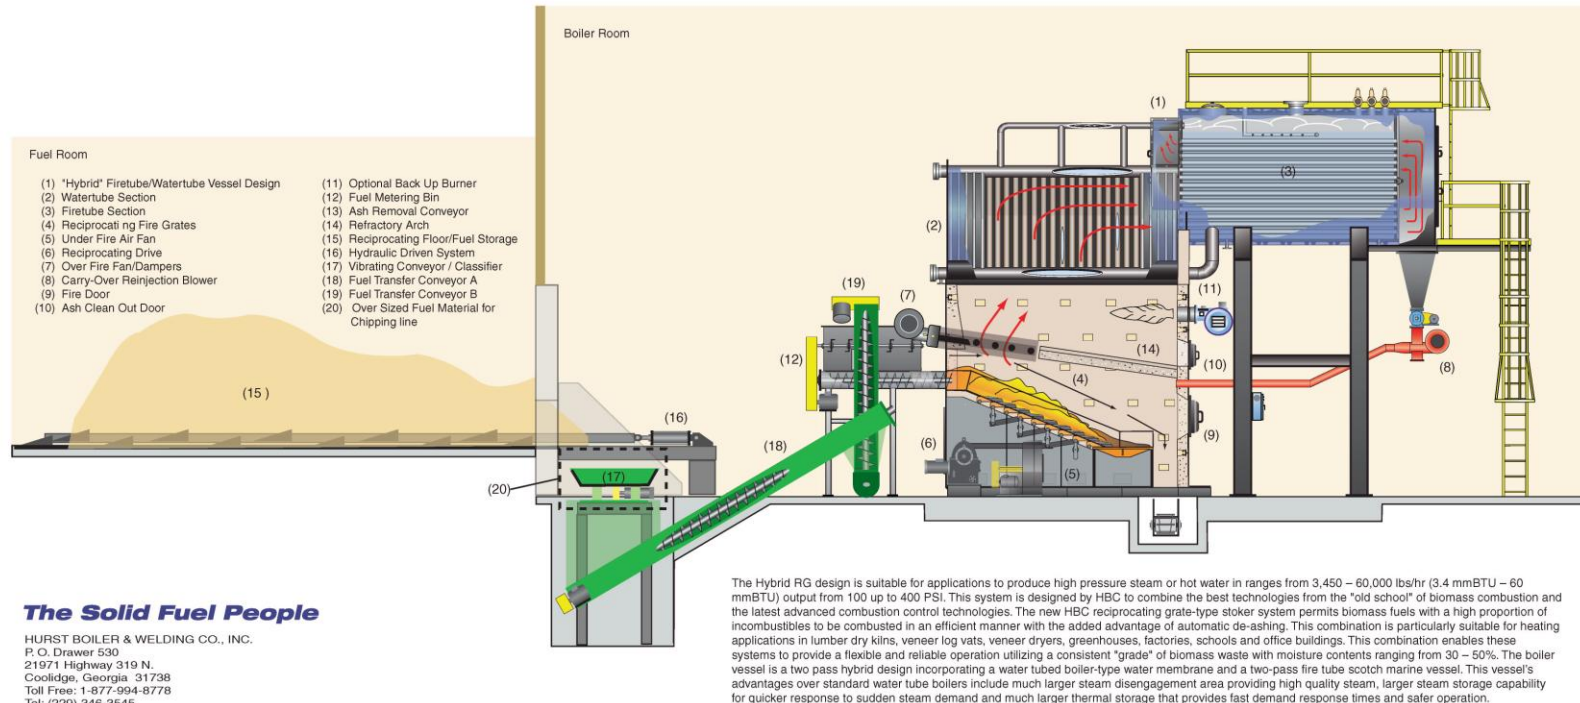 Boiler Room
Fuel Room
(1) "Hybrid" Firetube/Watertube Vessel Design
(2) Watertube Section
(3) Firetube Section
(4) Reciprocati ng Fire Grates
(5) Under Fire Air Fan
(6) Reciprocating Drive
(7) Over Fire Fan/Dampers
(8) Carry-Over Reinjection Blower
(9) Fire Door
(10) Ash Clean Out Door
(11) Optional Back Up Burner
(12) Fuel Metering Bin
(13) Ash Removal Conveyor
(14) Refractory Arch
(15) Reciprocating Floor/Fuel Storage
(16) Hydraulic Driven System
(17) Vibrating Conveyor / Classifier
(18) Fuel Transfer Conveyor A
(19) Fuel Transfer Conveyor B
(20) Over Sized Fuel Material for
Chipping line
(1)
(3)
(2)
(19)
(7)
(11)
(12)
(14)
(10)
(8)
(4)
(15 )
(16)
(18)
(9)
(6)
(5)
(17)
(20)
The Solid Fuel People
HURST BOILER & WELDING CO., INC.
P. O. Drawer 530
21971 Highway 319 N.
Coolidge, Georgia 31738
Toll Free: 1-877-994-8778
Tel: (229) 346-3545
The Hybrid RG design is suitable for applications to produce high pressure steam or hot water in ranges from 3,450 – 60,000 lbs/hr (3.4 mmBTU – 60
mmBTU) output from 100 up to 400 PSI. This system is designed by HBC to combine the best technologies from the "old school" of biomass combustion and
the latest advanced combustion control technologies. The new HBC reciprocating grate-type stoker system permits biomass fuels with a high proportion of
incombustibles to be combusted in an efficient manner with the added advantage of automatic de-ashing. This combination is particularly suitable for heating
applications in lumber dry kilns, veneer log vats, veneer dryers, greenhouses, factories, schools and office buildings. This combination enables these
systems to provide a flexible and reliable operation utilizing a consistent "grade" of biomass waste with moisture contents ranging from 30 – 50%. The boiler
vessel is a two pass hybrid design incorporating a water tubed boiler-type water membrane and a two-pass fire tube scotch marine vessel. This vessel's
advantages over standard water tube boilers include much larger steam disengagement area providing high quality steam, larger steam storage capability
for quicker response to sudden steam demand and much larger thermal storage that provides fast demand response times and safer operation.